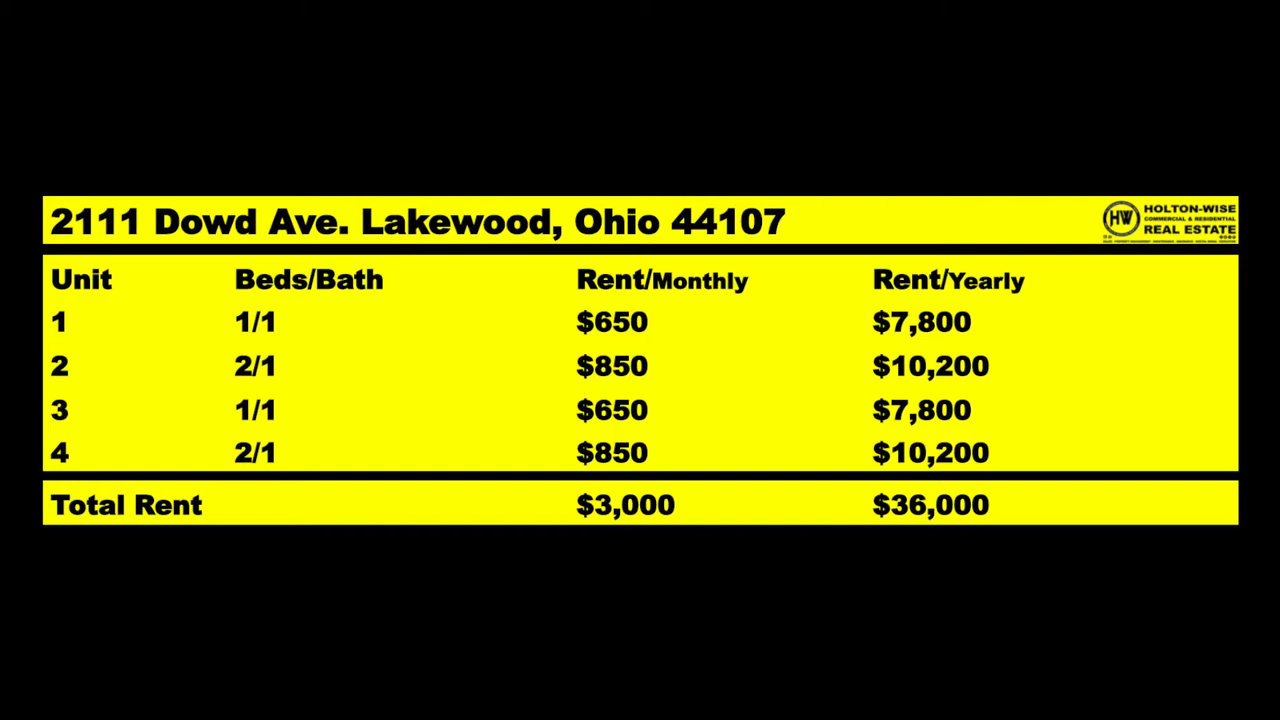 2111 Dowd Ave. Lakewood, Ohio 44107
HOLTON-WISE
COMMERCIAL & RESIDENTIAL
REAL ESTATE
HW
Unit Beds/Bath Rent/Monthly Rent/Yearly
1 1/1 $650 $7,800
2 2/1 $850 $10,200
3 1/1 $650 $7,800
4 2/1 $850 $10,200
Total Rent $3,000 $36,000